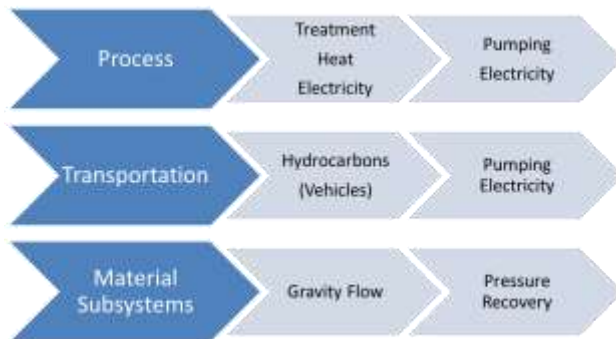 Process
Treatment
Heat
Electricity
Pumping
Electricity
Transportation
Hydrocarbons
(Vehicles)
Pumping
Electricity
Material
Subsystems
Gravity Flow
Pressure
Recovery